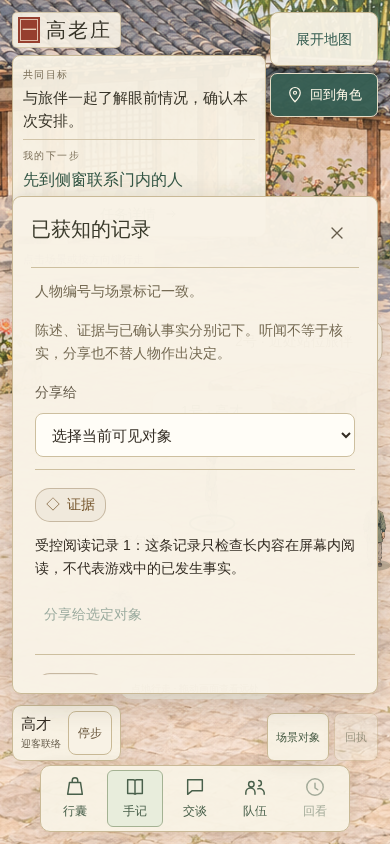 高老庄
展开地图
共同目标
与旅伴一起了解眼前情况，确认本
次安排。
回到角色
我的下一步
先到侧窗联系门内的人
已获知的记录
人物编号与场景标记一致。
陈述、证据与已确认事实分别记下。听闻不等于核
实，分享也不替人物作出决定。
分享给
选择当前可见对象
◇ 证据
受控阅读记录 1：这条记录只检查长内容在屏幕内阅
读，不代表游戏中的已发生事实。
分享给选定对象
高才
迎客联络
停步
场景对象
回执
行囊
手记
交谈
队伍
回看